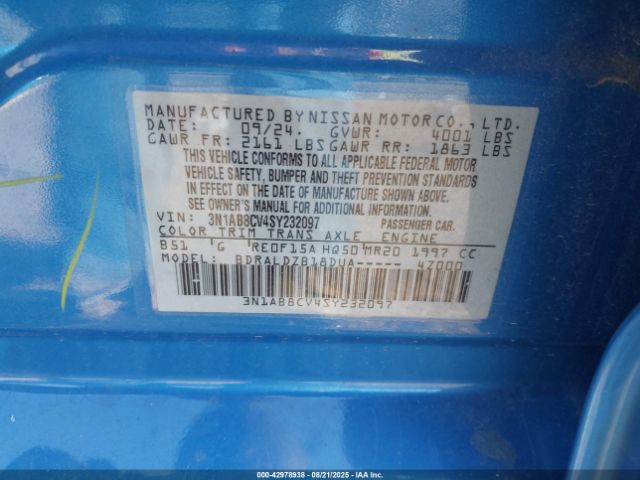 MANUFACTURED BY NISSAN MOTOR CO., LTD.
DATE: 09/24. GVWR: 4001 LBS
GAWR FR: 2161 LBS GAWR RR: 1863 LBS
THIS VEHICLE CONFORMS TO ALL APPLICABLE FEDERAL MOTOR
VEHICLE SAFETY, BUMPER AND THEFT PREVENTION STANDARDS
IN EFFECT ON THE DATE OF MANUFACTURE SHOWN ABOVE.
SEE OWNER'S MANUAL FOR ADDITIONAL INFORMATION.
VIN: 3N1AB8CV4SY232097 PASSENGER CAR.
COLOR TRIM TRANS AXLE ENGINE
B51 G RE0F15A HQ50 MR20 1997 CC
MODEL: BDRALDZB18DUA----- 47000
3N1AB8CV4SY232097
000-42978938 - 08/21/2025 - IAA, Inc.